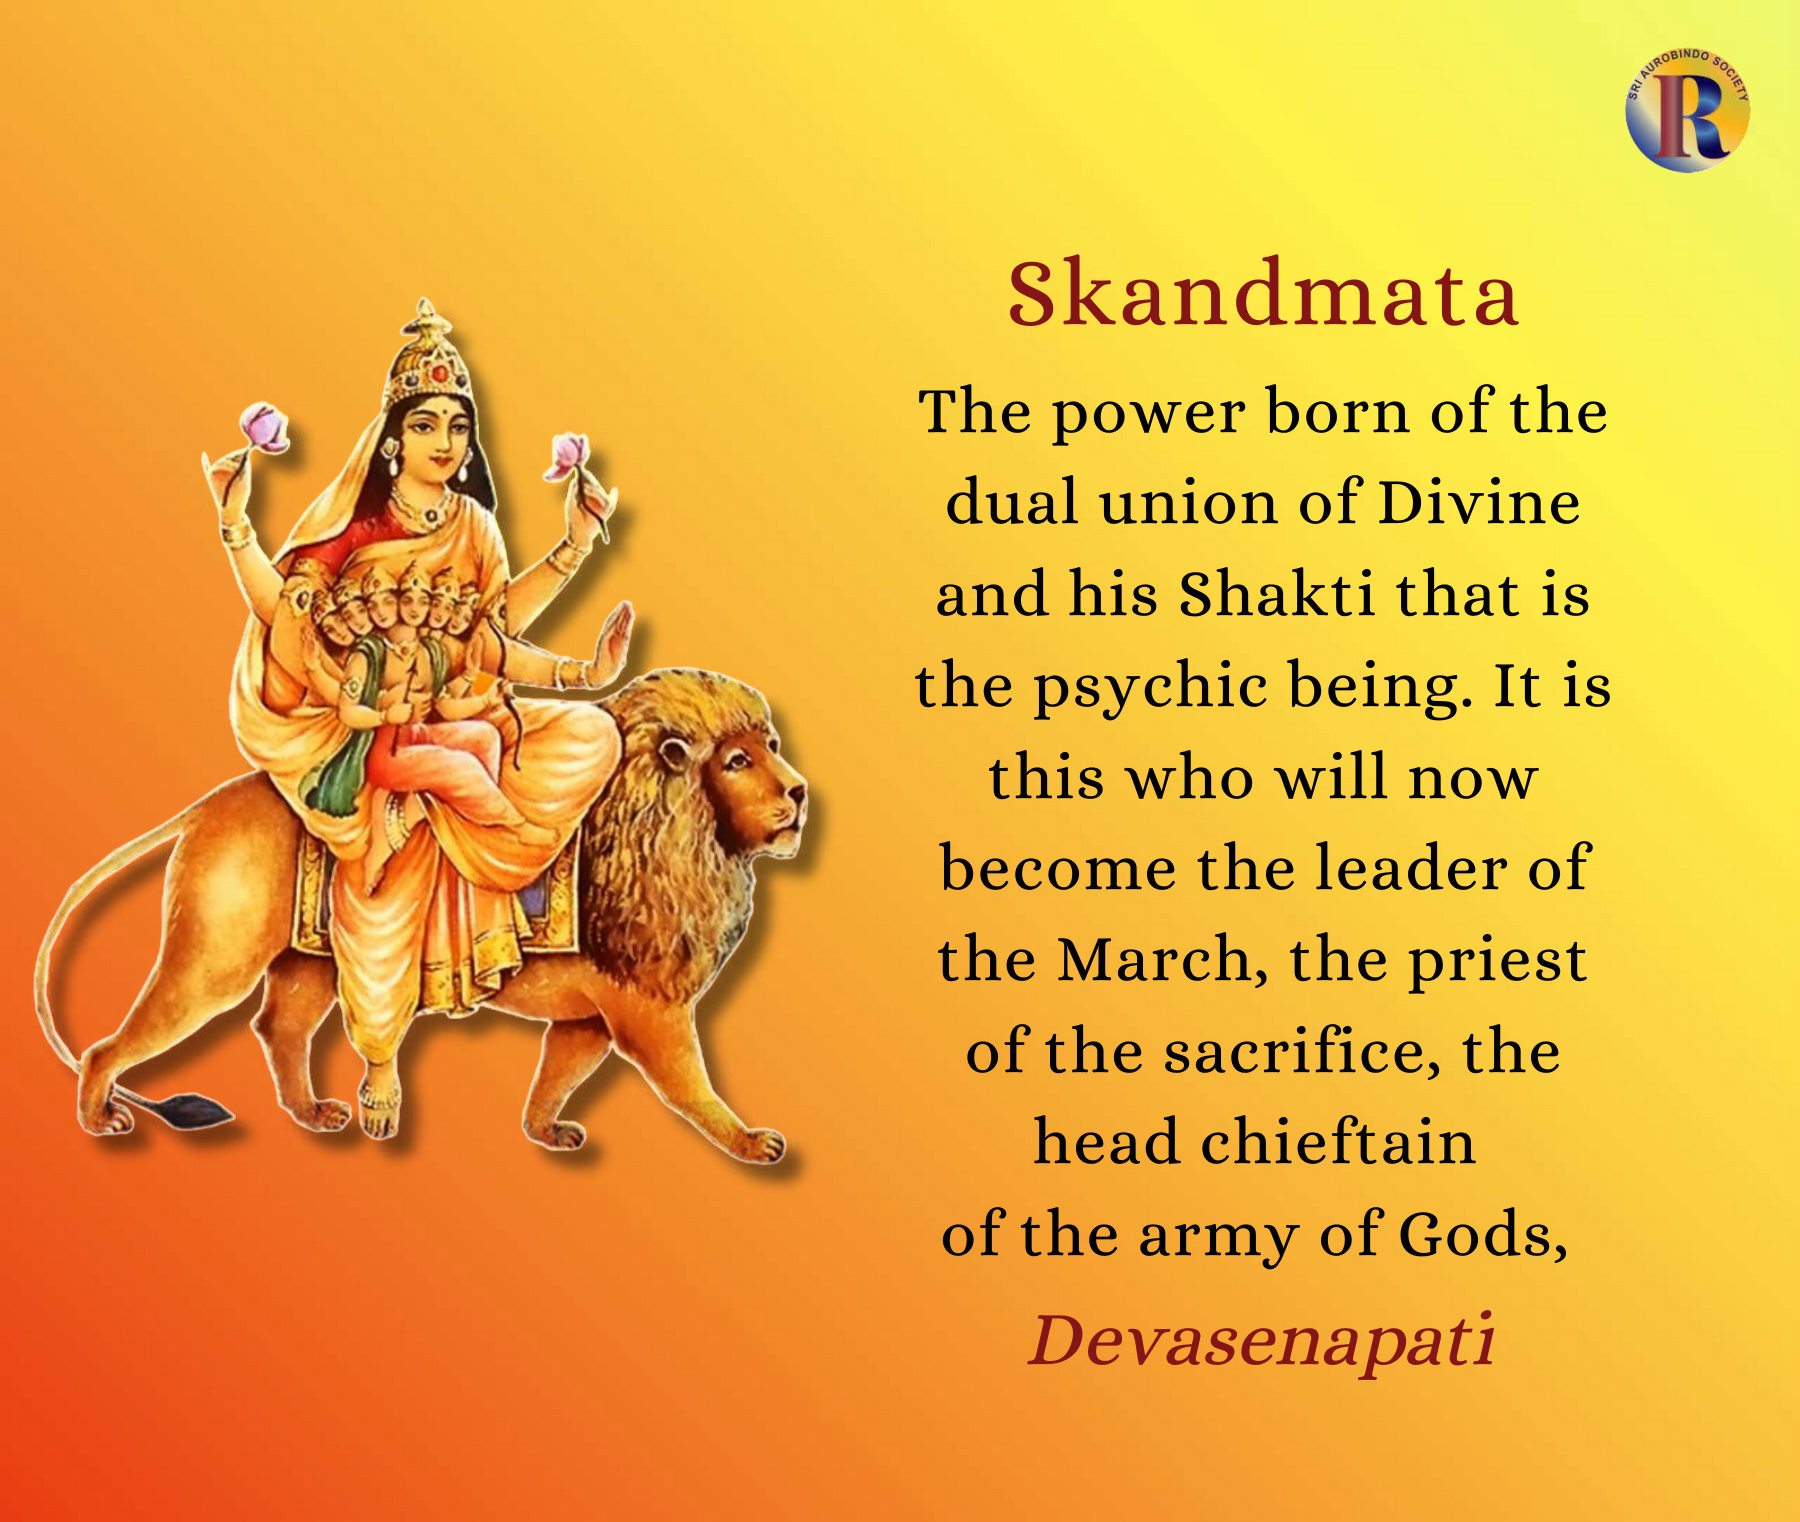 SRI AUROBINDO SOCIETY
R
Skandmata
The power born of the
dual union of Divine
and his Shakti that is
the psychic being. It is
this who will now
become the leader of
the March, the priest
of the sacrifice, the
head chieftain
of the army of Gods,
Devasenapati